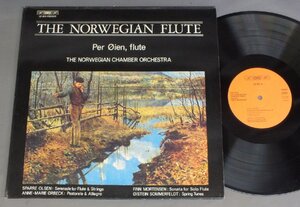 THE NORWEGIAN FLUTE
Per Øien, flute
THE NORWEGIAN CHAMBER ORCHESTRA
SPARRE OLSEN: Serenade for Flute & Strings
ANNE-MARIE ØRBECK: Pastorale & Allegro
FINN MORTENSEN: Sonata for Solo Flute
ØISTEIN SOMMERFELDT: Spring Tunes